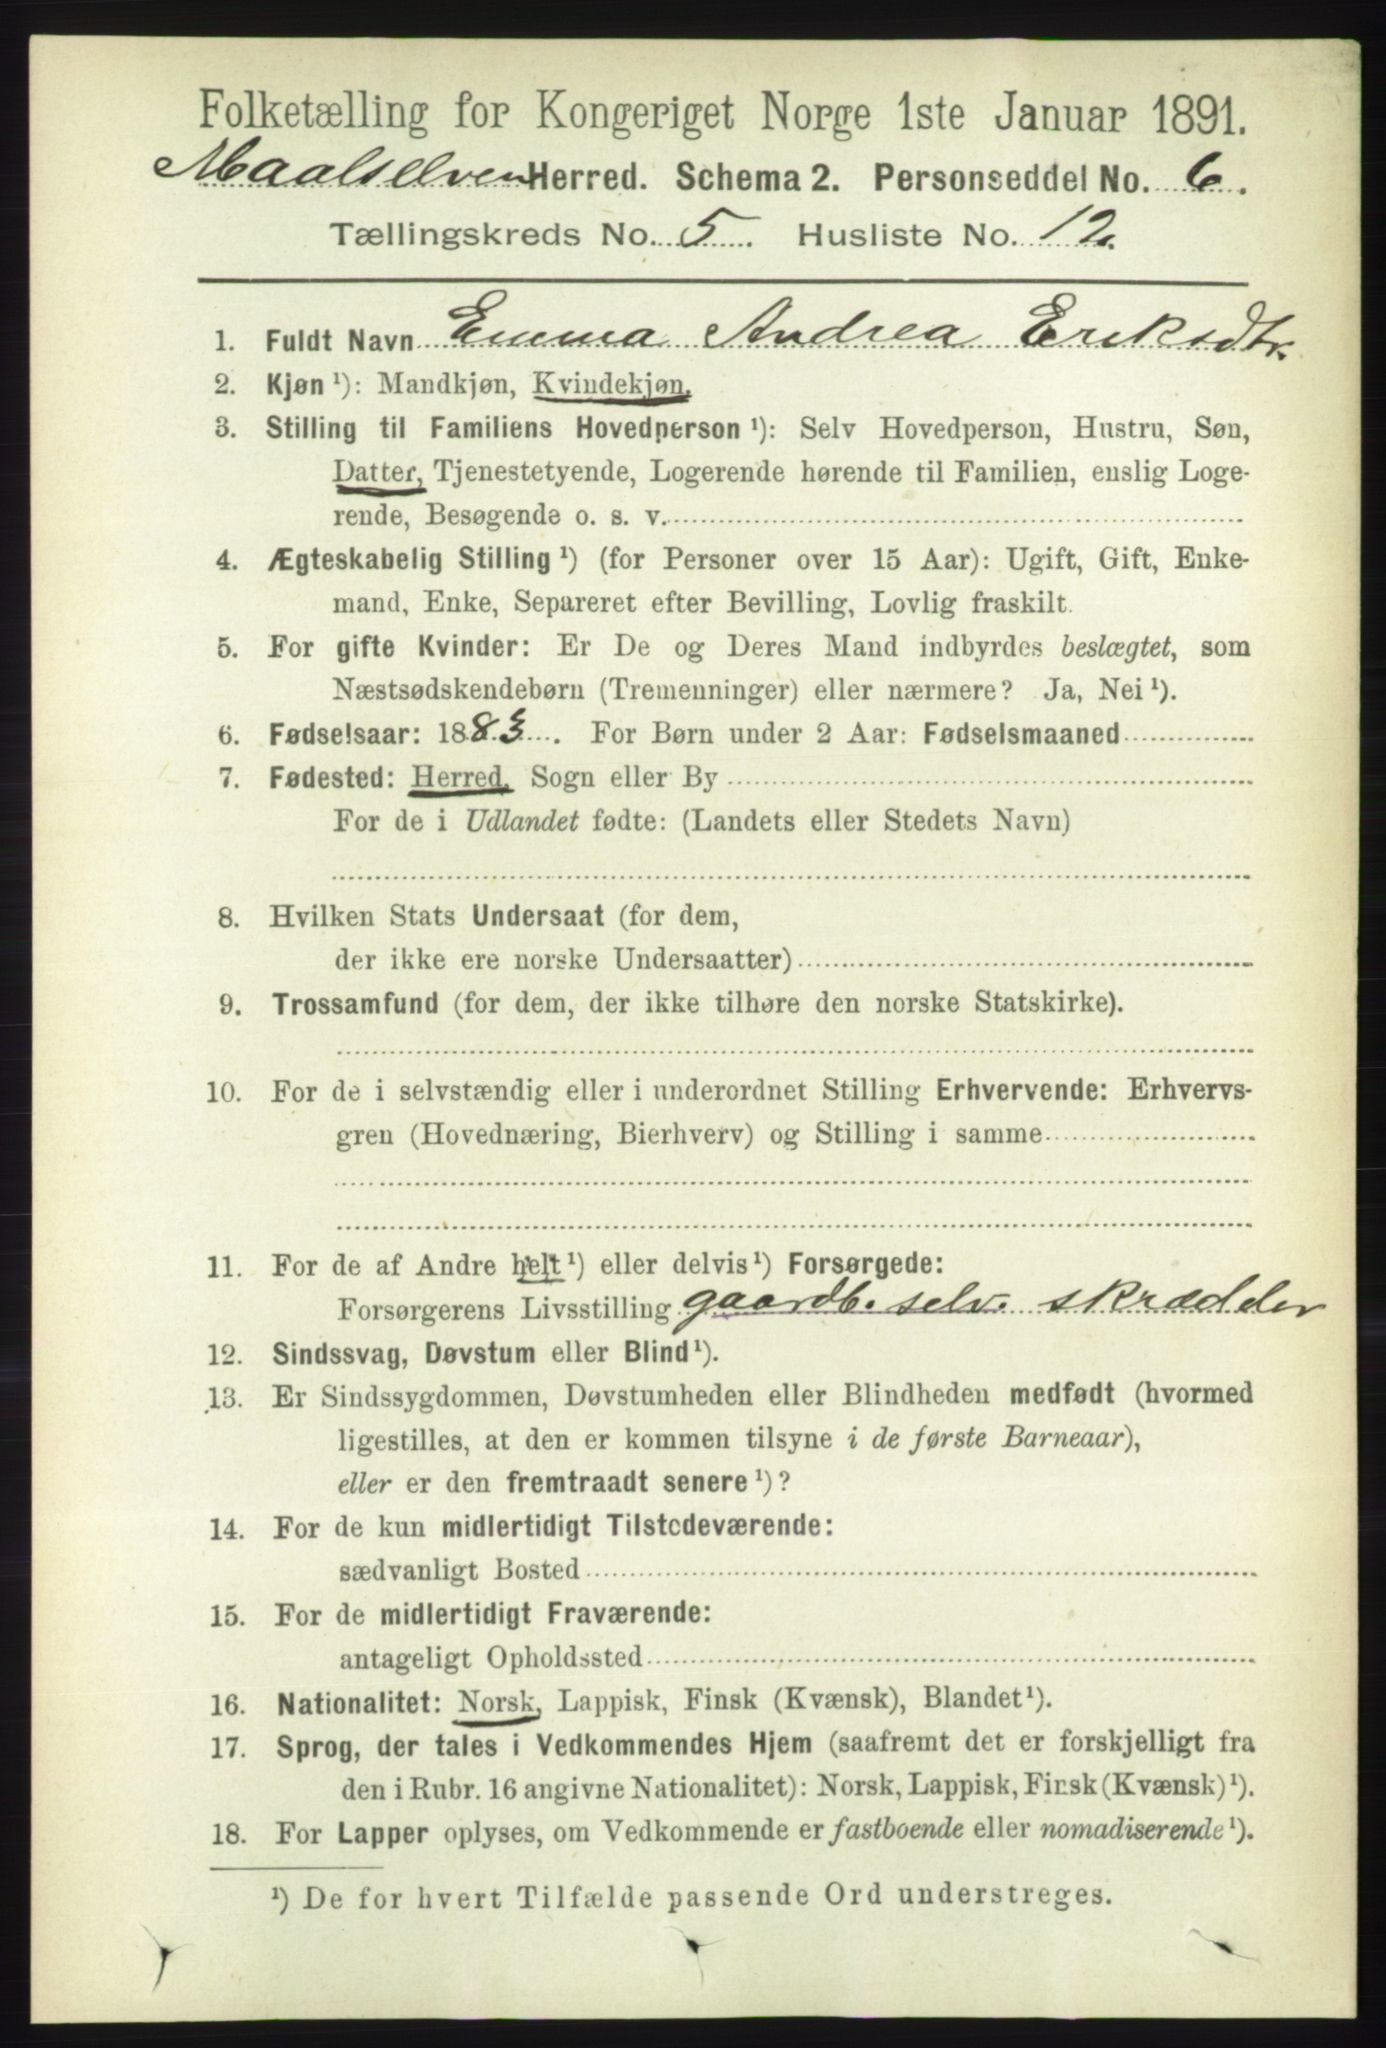 Folketælling for Kongeriget Norge 1ste Januar 1891.
Maalselven Herred. Schema 2. Personseddel No. 6.
Tællingskreds No. 5. Husliste No. 12.
1. Fuldt Navn Emma Andrea Eriksdtr.
2. Kjøn ¹): Mandkjøn, Kvindekjøn.
3. Stilling til Familiens Hovedperson ¹): Selv Hovedperson, Hustru, Søn,
Datter, Tjenestetyende, Logerende hørende til Familien, enslig Loge-
rende, Besøgende o. s. v.
4. Ægteskabelig Stilling ¹) (for Personer over 15 Aar): Ugift, Gift, Enke-
mand, Enke, Separeret efter Bevilling, Lovlig fraskilt.
5. For gifte Kvinder: Er De og Deres Mand indbyrdes beslægtet, som
Næstsødskendebørn (Tremenninger) eller nærmere? Ja, Nei ¹).
6. Fødselsaar: 1883. For Børn under 2 Aar: Fødselsmaaned
7. Fødested: Herred, Sogn eller By
For de i Udlandet fødte: (Landets eller Stedets Navn)
8. Hvilken Stats Undersaat (for dem,
der ikke ere norske Undersaatter)
9. Trossamfund (for dem, der ikke tilhøre den norske Statskirke).
10. For de i selvstændig eller i underordnet Stilling Erhvervende: Erhvervs-
gren (Hovednæring, Bierhverv) og Stilling i samme
11. For de af Andre helt ¹) eller delvis ¹) Forsørgede:
Forsørgerens Livsstilling gaardb. selv. skrædder
12. Sindssvag, Døvstum eller Blind ¹).
13. Er Sindssygdommen, Døvstumheden eller Blindheden medfødt (hvormed
ligestilles, at den er kommen tilsyne i de første Barneaar),
eller er den fremtraadt senere ¹)?
14. For de kun midlertidigt Tilstedeværende:
sædvanligt Bosted
15. For de midlertidigt Fraværende:
antageligt Opholdssted
16. Nationalitet: Norsk, Lappisk, Finsk (Kvænsk), Blandet ¹).
17. Sprog, der tales i Vedkommendes Hjem (saafremt det er forskjelligt fra
den i Rubr. 16 angivne Nationalitet): Norsk, Lappisk, Finsk (Kvænsk) ¹).
18. For Lapper oplyses, om Vedkommende er fastboende eller nomadiserende ¹).
¹) De for hvert Tilfælde passende Ord understreges.